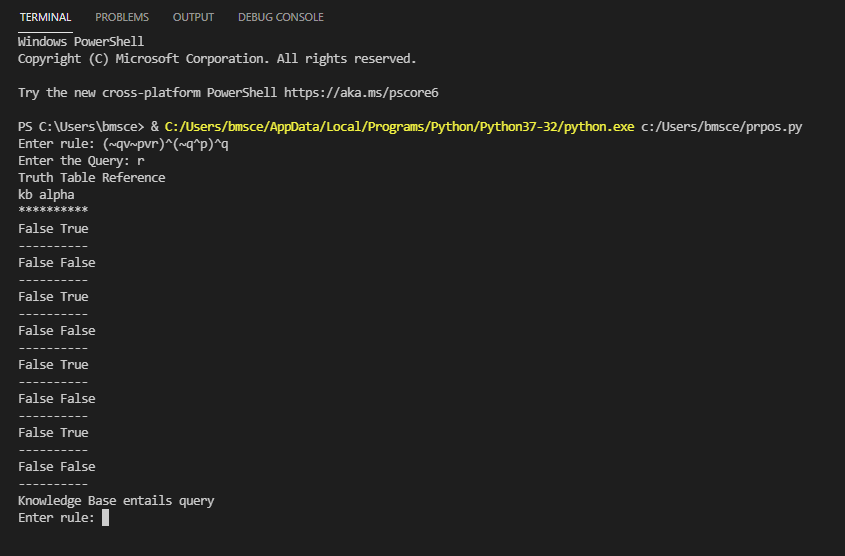 TERMINAL PROBLEMS OUTPUT DEBUG CONSOLE
Windows PowerShell
Copyright (C) Microsoft Corporation. All rights reserved.
Try the new cross-platform PowerShell https://aka.ms/pscore6
PS C:\Users\bmsce> & C:/Users/bmsce/AppData/Local/Programs/Python/Python37-32/python.exe c:/Users/bmsce/prpos.py
Enter rule: (~qv~pvr)^(~q^p)^q
Enter the Query: r
Truth Table Reference
kb alpha
**********
False True
----------
False False
----------
False True
----------
False False
----------
False True
----------
False False
----------
False True
----------
False False
----------
Knowledge Base entails query
Enter rule: